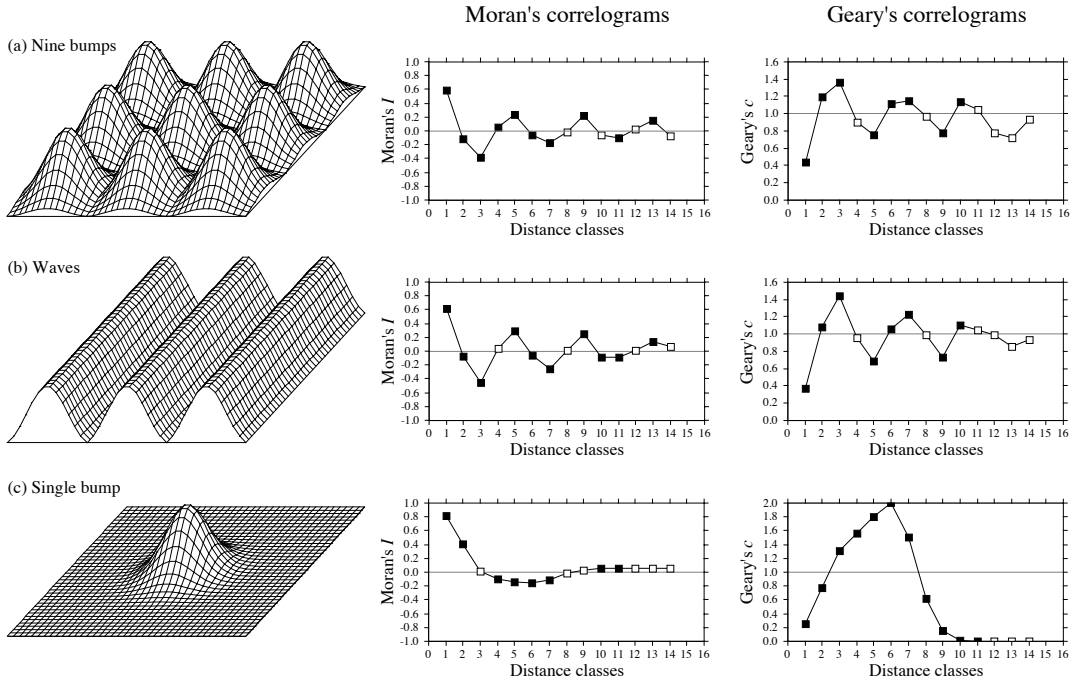 Moran's correlograms
Geary's correlograms
(a) Nine bumps
1.0
0.8
0.6
0.4
0.2
0.0
-0.2
-0.4
-0.6
-0.8
-1.0
Moran's I
0 1 2 3 4 5 6 7 8 9 10 11 12 13 14 15 16
Distance classes
1.6
1.4
1.2
1.0
0.8
0.6
0.4
0.2
0.0
Geary's c
0 1 2 3 4 5 6 7 8 9 10 11 12 13 14 15 16
Distance classes
(b) Waves
1.0
0.8
0.6
0.4
0.2
0.0
-0.2
-0.4
-0.6
-0.8
-1.0
Moran's I
0 1 2 3 4 5 6 7 8 9 10 11 12 13 14 15 16
Distance classes
1.6
1.4
1.2
1.0
0.8
0.6
0.4
0.2
0.0
Geary's c
0 1 2 3 4 5 6 7 8 9 10 11 12 13 14 15 16
Distance classes
(c) Single bump
1.0
0.8
0.6
0.4
0.2
0.0
-0.2
-0.4
-0.6
-0.8
-1.0
Moran's I
0 1 2 3 4 5 6 7 8 9 10 11 12 13 14 15 16
Distance classes
2.0
1.8
1.6
1.4
1.2
1.0
0.8
0.6
0.4
0.2
0.0
Geary's c
0 1 2 3 4 5 6 7 8 9 10 11 12 13 14 15 16
Distance classes